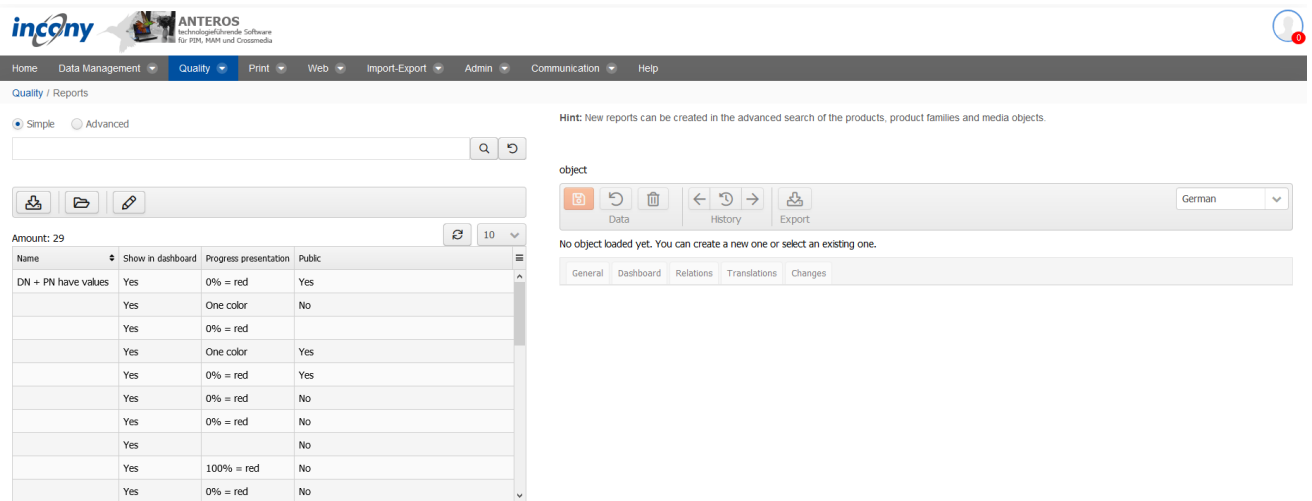 incony
ANTEROS
technologieführende Software
für PIM, MAM und Crossmedia
0
Home Data Management Quality Print Web Import-Export Admin Communication Help
Quality / Reports
Simple Advanced
Hint: New reports can be created in the advanced search of the products, product families and media objects.
object
German
Data History Export
No object loaded yet. You can create a new one or select an existing one.
General Dashboard Relations Translations Changes
Amount: 29
10
Name Show in dashboard Progress presentation Public
DN + PN have values Yes 0% = red Yes
Yes One color No
Yes 0% = red
Yes One color Yes
Yes 0% = red Yes
Yes 0% = red No
Yes 0% = red No
Yes No
Yes 100% = red No
Yes 0% = red No